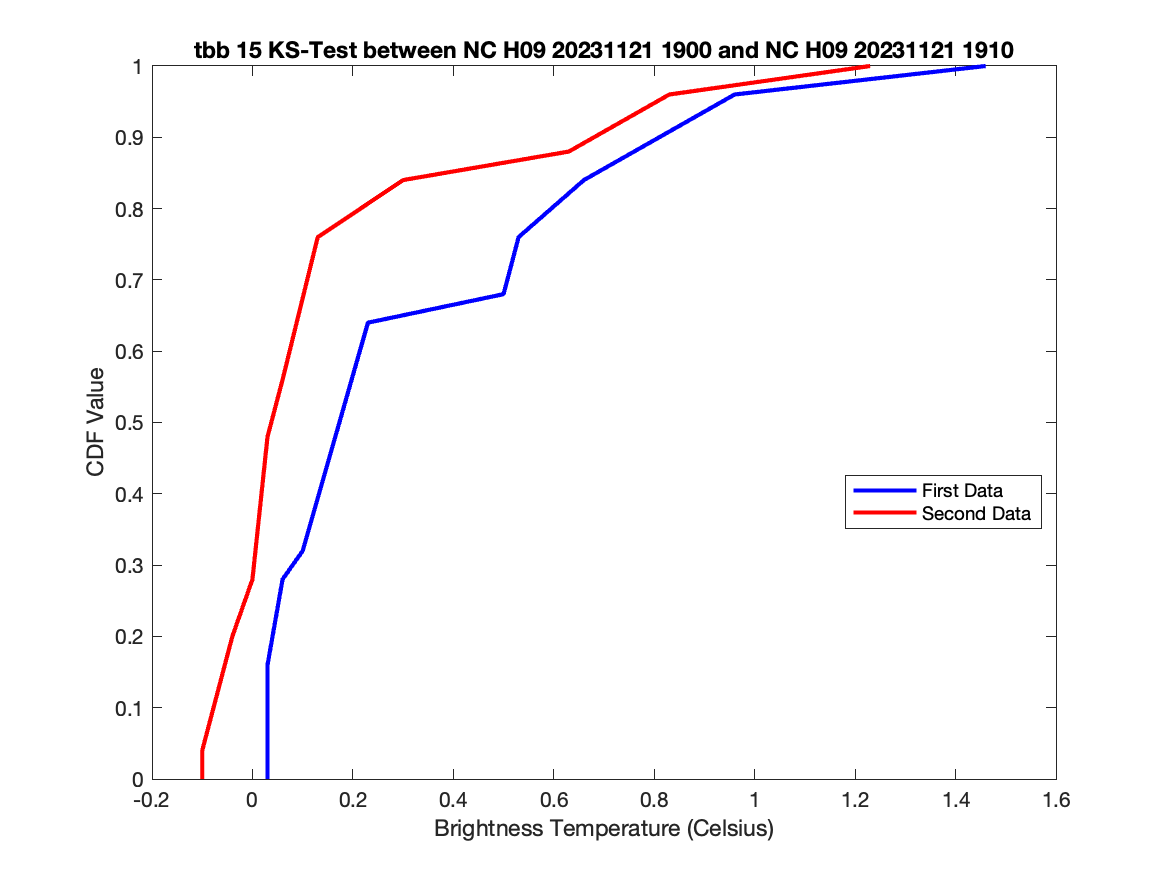 tbb 15 KS-Test between NC H09 20231121 1900 and NC H09 20231121 1910
1
0.9
0.8
0.7
0.6
0.5
0.4
0.3
0.2
0.1
0
CDF Value
First Data
Second Data
-0.2 0 0.2 0.4 0.6 0.8 1 1.2 1.4 1.6
Brightness Temperature (Celsius)